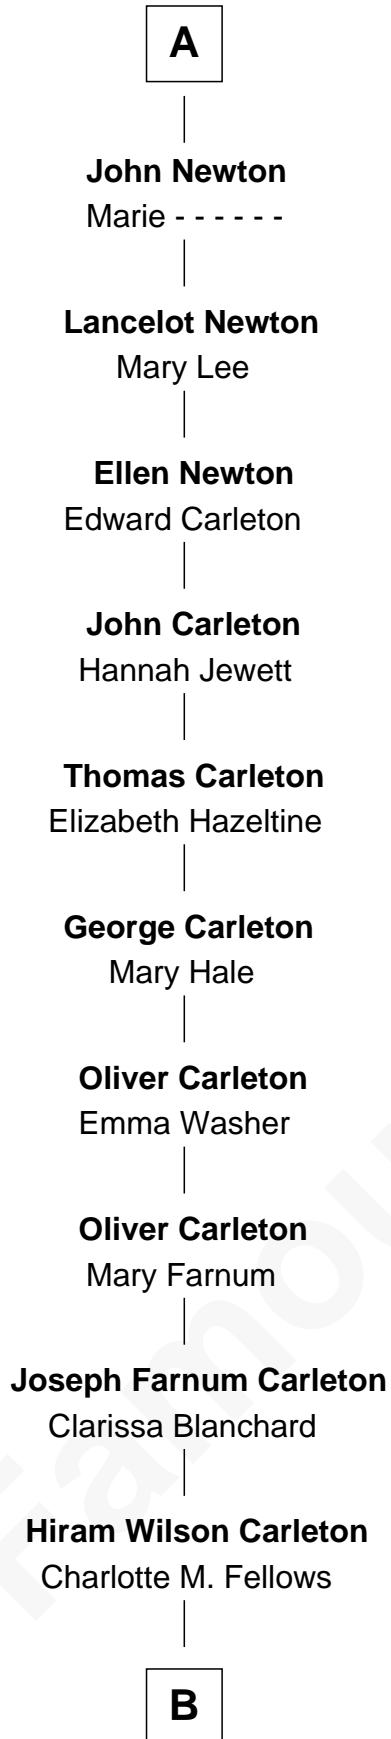 A
John Newton
Marie - - - - - -
Lancelot Newton
Mary Lee
Ellen Newton
Edward Carleton
John Carleton
Hannah Jewett
Thomas Carleton
Elizabeth Hazeltine
George Carleton
Mary Hale
Oliver Carleton
Emma Washer
Oliver Carleton
Mary Farnum
Joseph Farnum Carleton
Clarissa Blanchard
Hiram Wilson Carleton
Charlotte M. Fellows
B
Famou